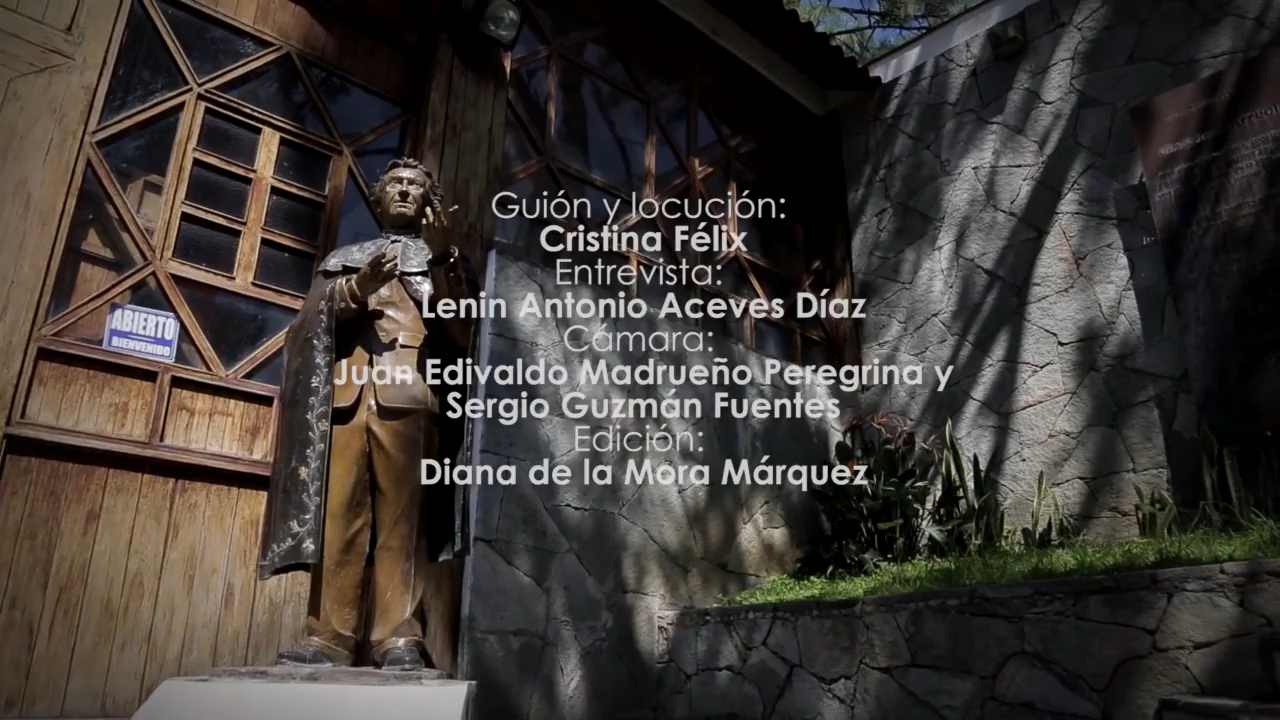 ABIERTO
BIENVENIDO
Guión y locución:
Cristina Félix
Entrevista:
Lenin Antonio Aceves Díaz
Cámara:
Juan Edivaldo Madrueño Peregrina y
Sergio Guzmán Fuentes
Edición:
Diana de la Mora Márquez